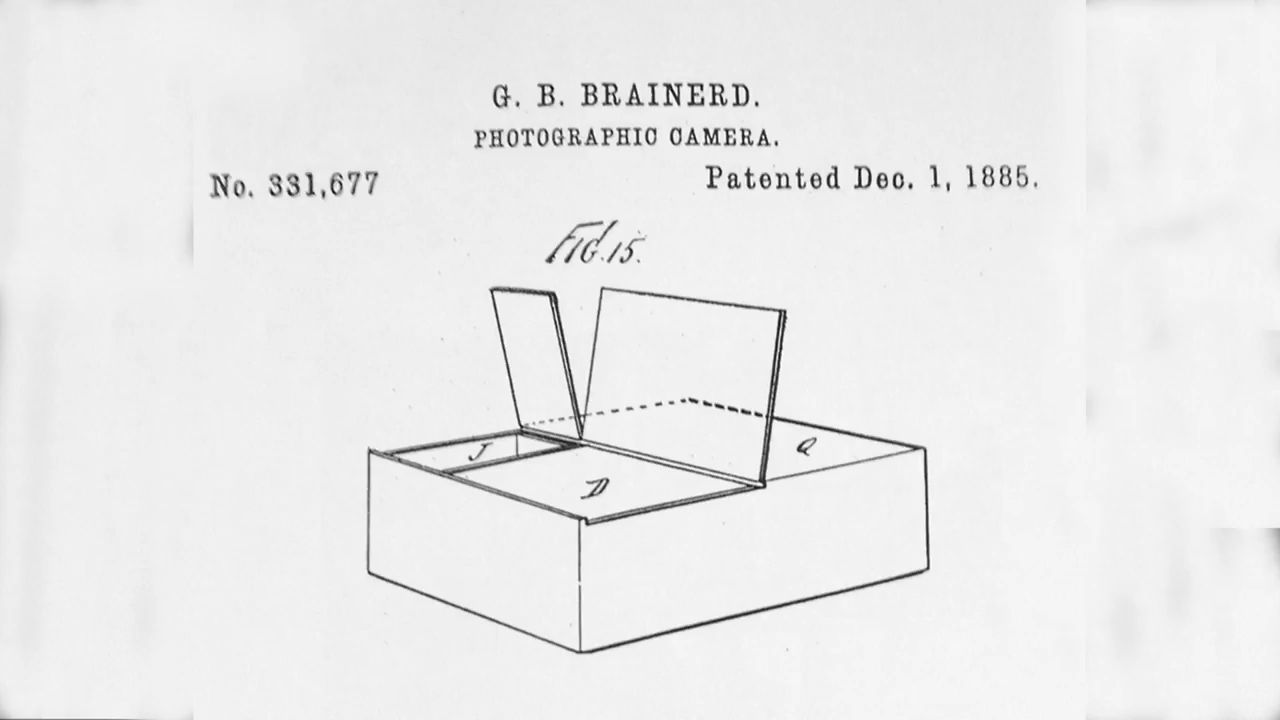 G. B. BRAINERD.
PHOTOGRAPHIC CAMERA.
No. 331,677
Patented Dec. 1, 1885.
FIG. 15.
J
D
Q